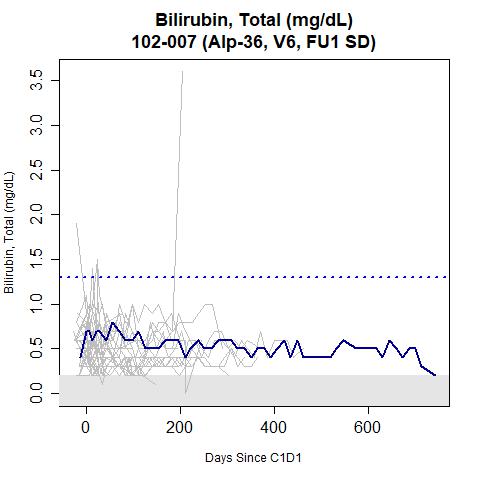 Bilirubin, Total (mg/dL)
102-007 (Alp-36, V6, FU1 SD)
Bilirubin, Total (mg/dL)
3.5
3.0
2.5
2.0
1.5
1.0
0.5
0.0
0 200 400 600
Days Since C1D1